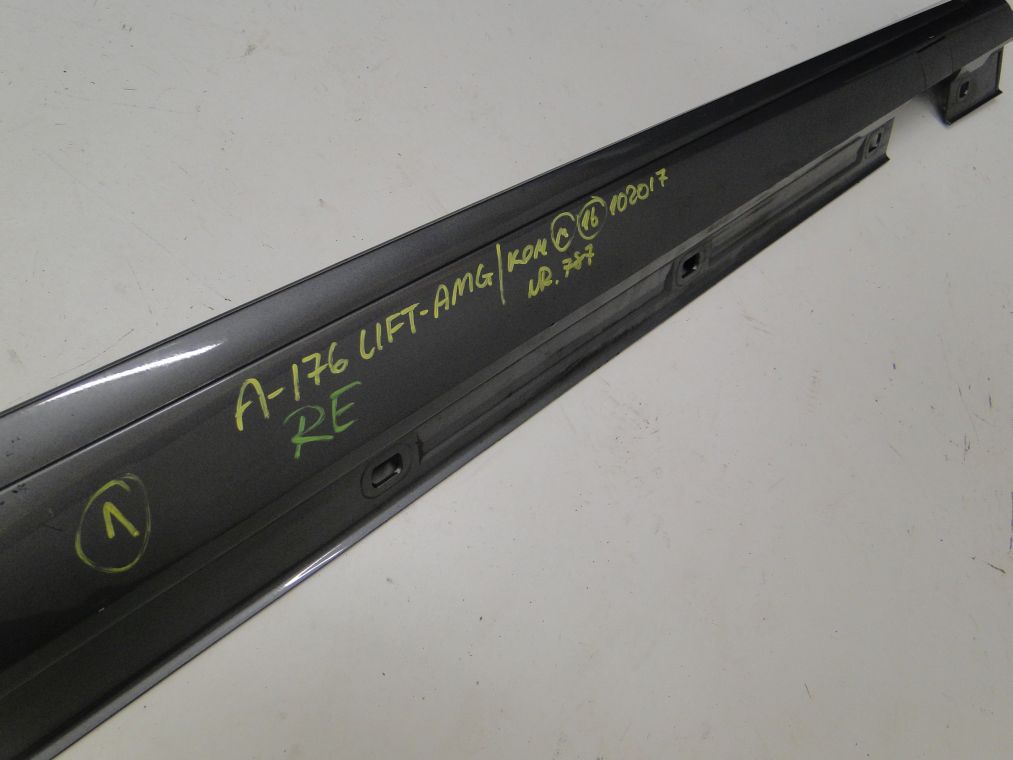 A-176 LIFT-AMG/KOM 1 16 102017
NR. 787
RE
1